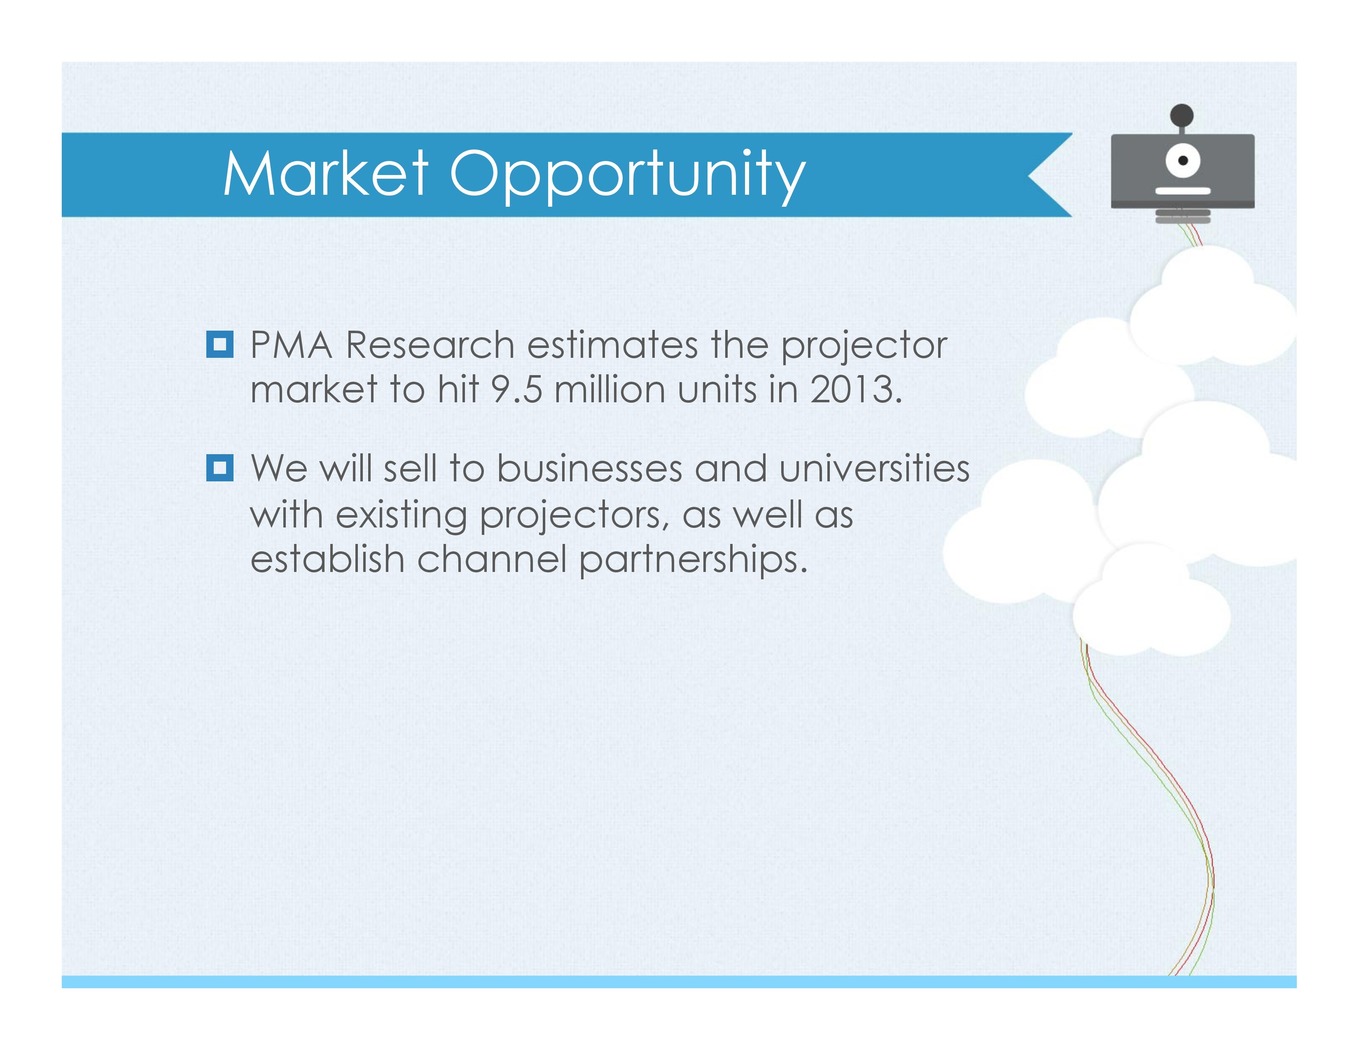 Market Opportunity
PMA Research estimates the projector
market to hit 9.5 million units in 2013.
We will sell to businesses and universities
with existing projectors, as well as
establish channel partnerships.